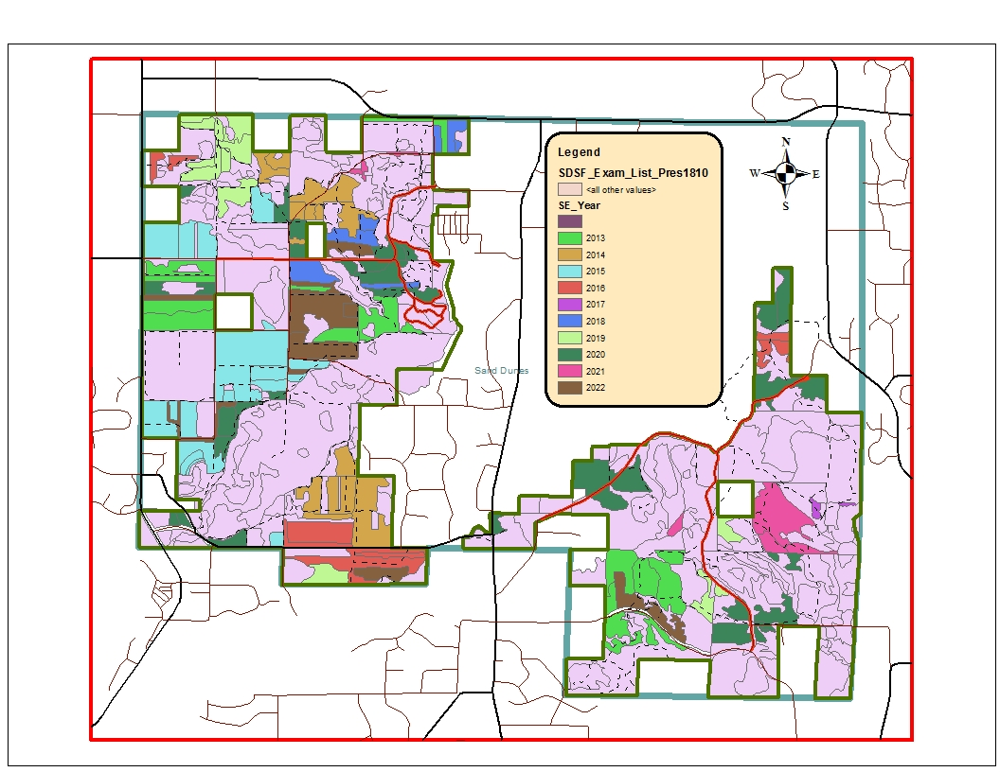 Legend
SDSF_Exam_List_Pres1810
<all other values>
SE_Year
2013
2014
2015
2016
2017
2018
2019
2020
2021
2022
N
W E
S
Sand Dunes